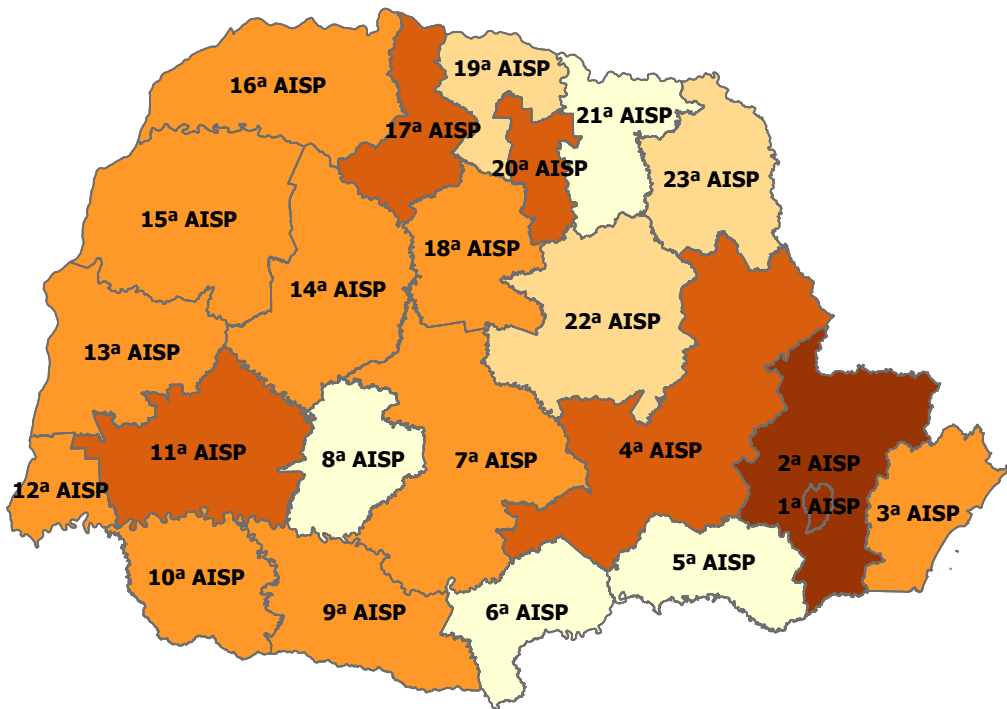 19ª AISP
16ª AISP
21ª AISP
17ª AISP
20ª AISP
23ª AISP
15ª AISP
18ª AISP
14ª AISP
22ª AISP
13ª AISP
11ª AISP
8ª AISP
7ª AISP
4ª AISP
2ª AISP
12ª AISP
1ª AISP
3ª AISP
5ª AISP
10ª AISP
9ª AISP
6ª AISP